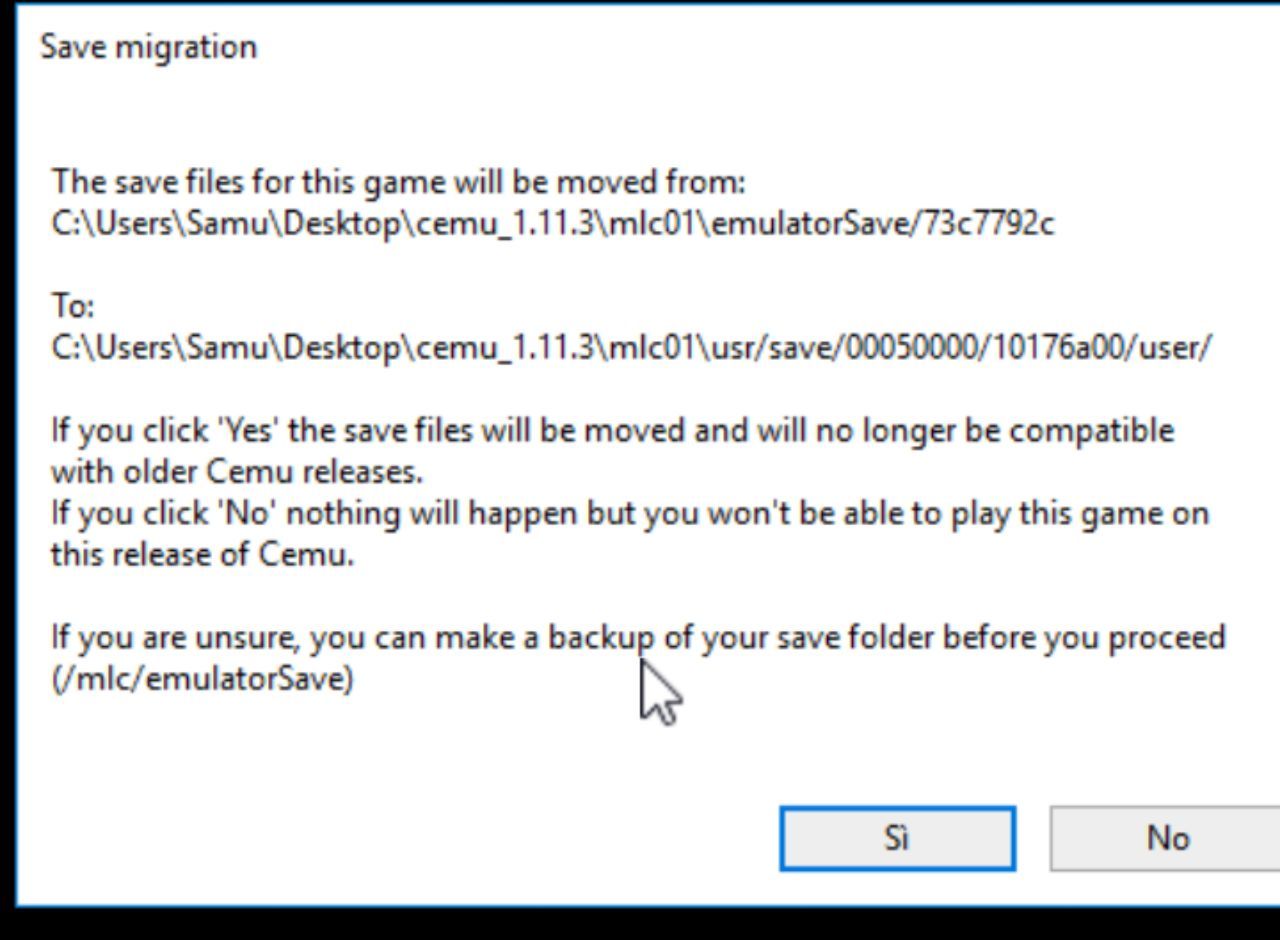 Save migration
The save files for this game will be moved from:
C:\Users\Samu\Desktop\cemu_1.11.3\mlc01\emulatorSave/73c7792c
To:
C:\Users\Samu\Desktop\cemu_1.11.3\mlc01\usr/save/00050000/10176a00/user/
If you click 'Yes' the save files will be moved and will no longer be compatible
with older Cemu releases.
If you click 'No' nothing will happen but you won't be able to play this game on
this release of Cemu.
If you are unsure, you can make a backup of your save folder before you proceed
(/mlc/emulatorSave)
Sì No